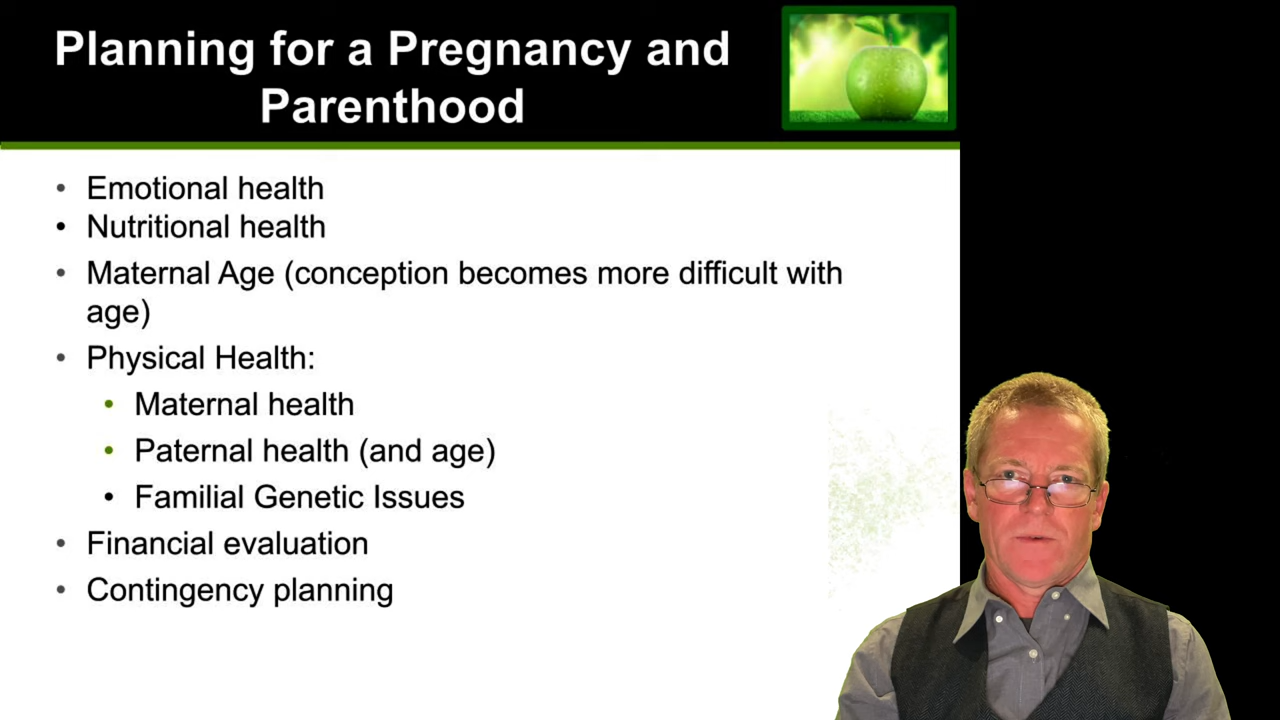 Planning for a Pregnancy and
Parenthood
• Emotional health
• Nutritional health
• Maternal Age (conception becomes more difficult with
age)
• Physical Health:
• Maternal health
• Paternal health (and age)
• Familial Genetic Issues
• Financial evaluation
• Contingency planning